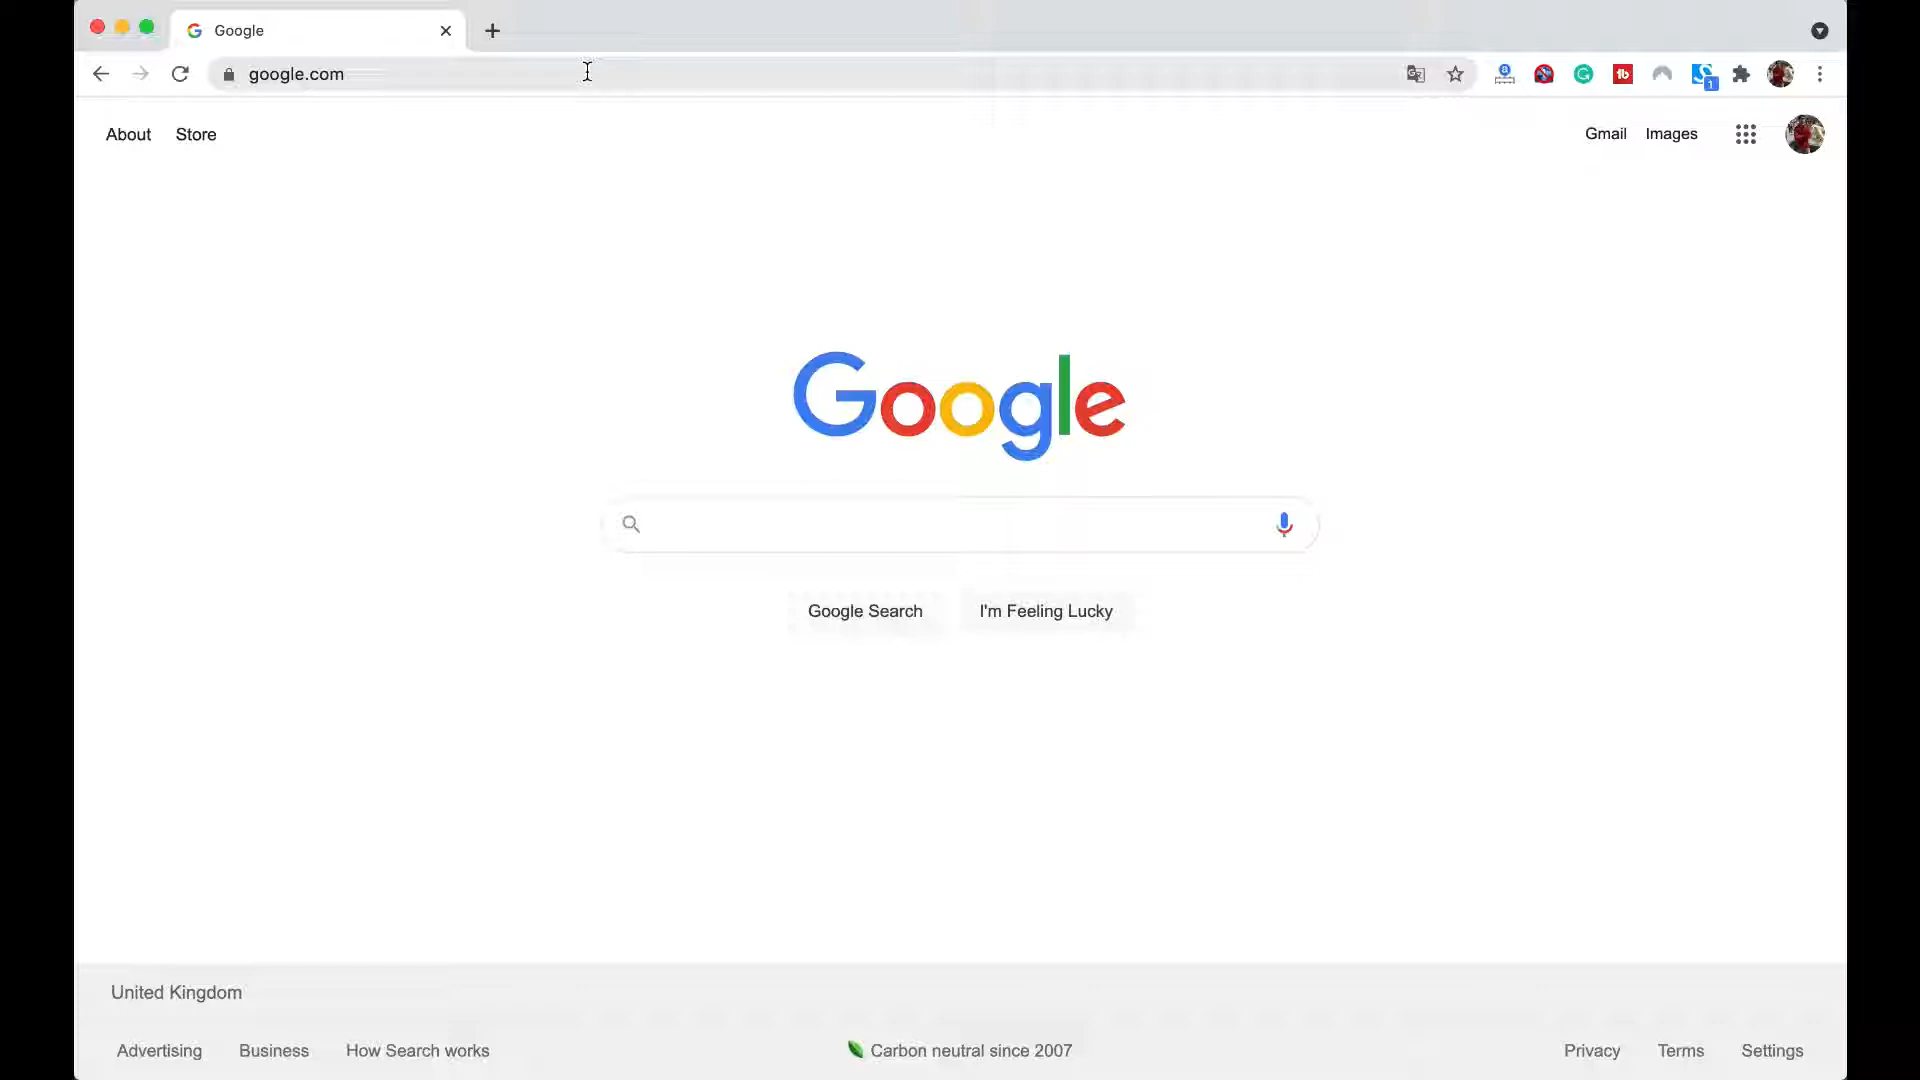 Google
google.com
1
About Store
Gmail Images
Google
Google Search I'm Feeling Lucky
United Kingdom
Advertising Business How Search works
Carbon neutral since 2007
Privacy Terms Settings